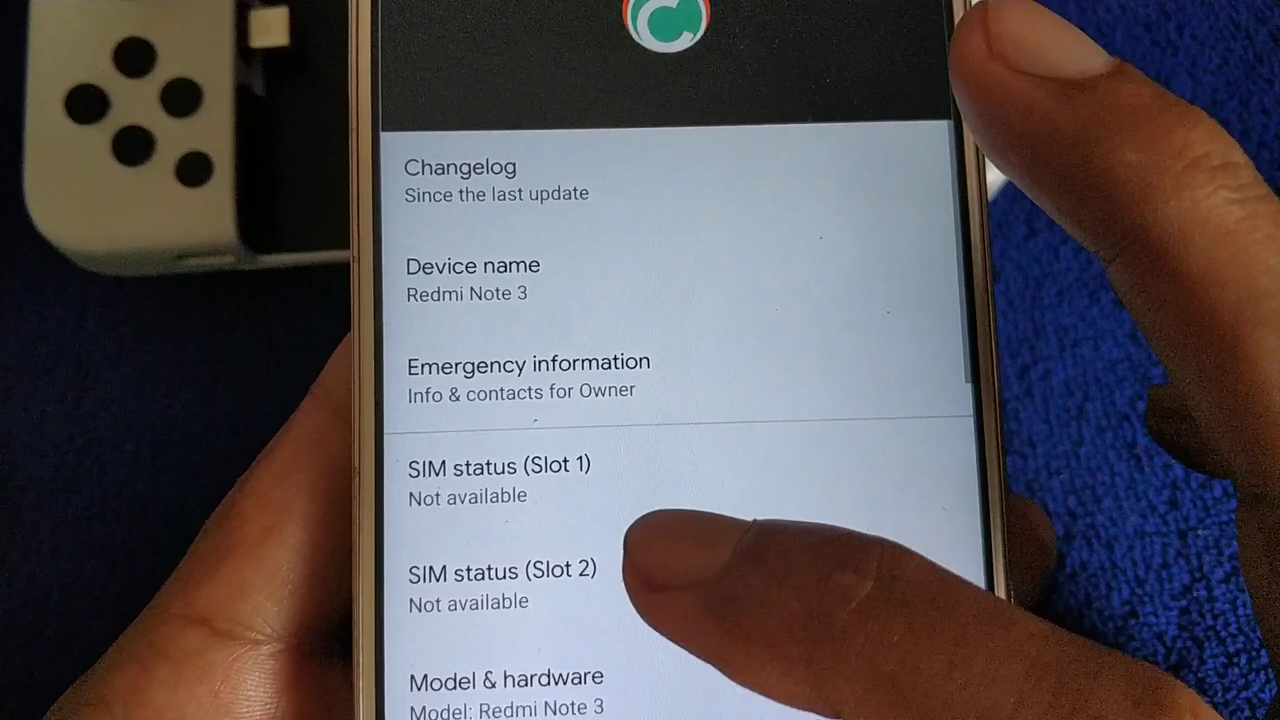 Changelog
Since the last update
Device name
Redmi Note 3
Emergency information
Info & contacts for Owner
SIM status (Slot 1)
Not available
SIM status (Slot 2)
Not available
Model & hardware
Model: Redmi Note 3